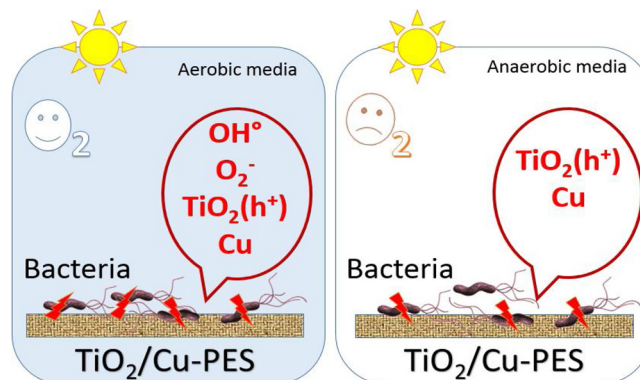 Aerobic media
2
OH°
O₂⁻
TiO₂(h⁺)
Cu
Bacteria
TiO₂/Cu-PES
Anaerobic media
2
TiO₂(h⁺)
Cu
Bacteria
TiO₂/Cu-PES